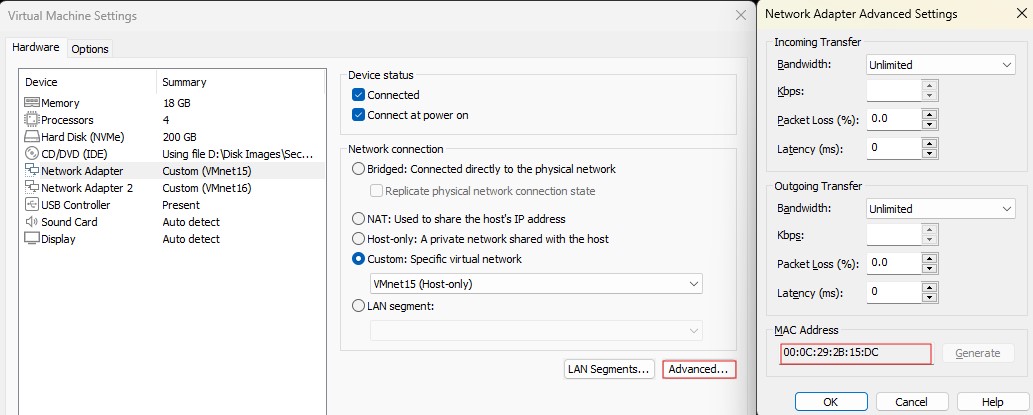 Virtual Machine Settings
Hardware Options
Device Summary
Memory 18 GB
Processors 4
Hard Disk (NVMe) 200 GB
CD/DVD (IDE) Using file D:\Disk Images\Sec...
Network Adapter Custom (VMnet15)
Network Adapter 2 Custom (VMnet16)
USB Controller Present
Sound Card Auto detect
Display Auto detect
Device status
Connected
Connect at power on
Network connection
Bridged: Connected directly to the physical network
Replicate physical network connection state
NAT: Used to share the host's IP address
Host-only: A private network shared with the host
Custom: Specific virtual network
VMnet15 (Host-only)
LAN segment:
LAN Segments... Advanced...
Network Adapter Advanced Settings
Incoming Transfer
Bandwidth: Unlimited
Kbps:
Packet Loss (%): 0.0
Latency (ms): 0
Outgoing Transfer
Bandwidth: Unlimited
Kbps:
Packet Loss (%): 0.0
Latency (ms): 0
MAC Address
00:0C:29:2B:15:DC Generate
OK Cancel Help